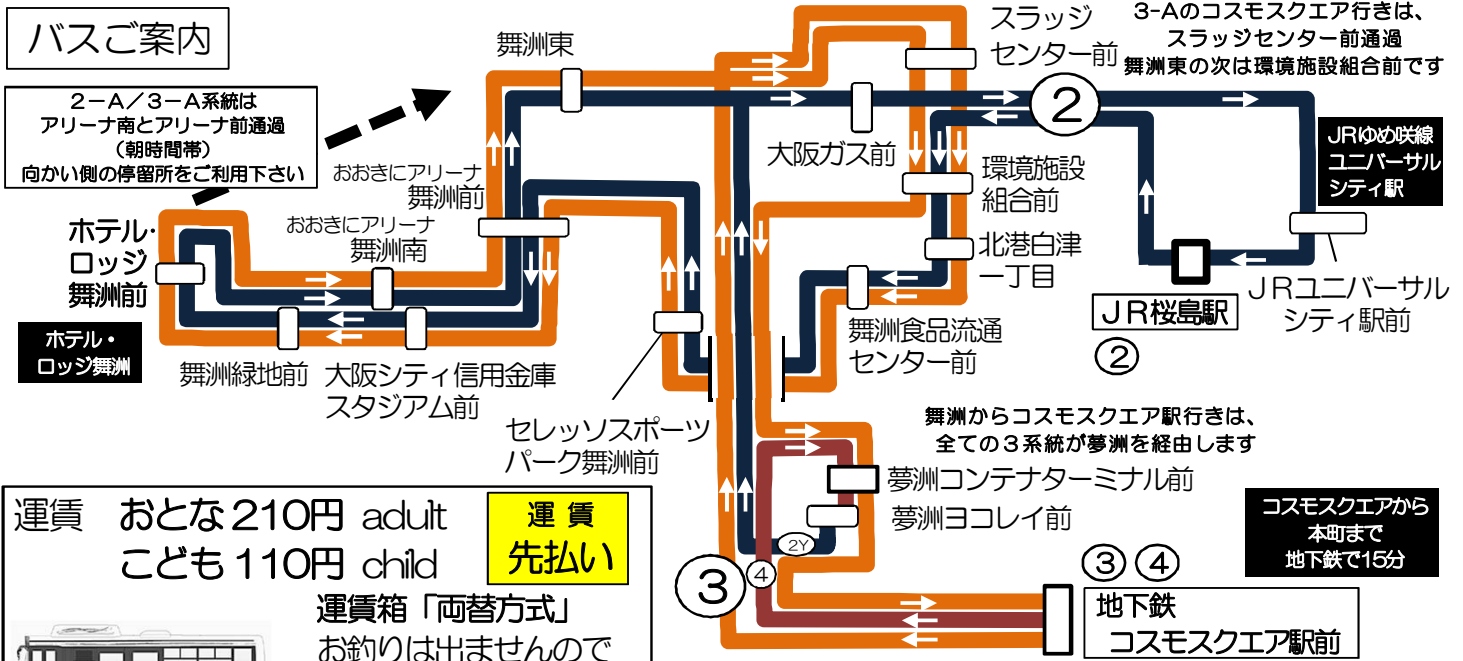 バスご案内
2－A／3－A系統は
アリーナ南とアリーナ前通過
（朝時間帯）
向かい側の停留所をご利用下さい
舞洲東
スラッジ
センター前
3-Aのコスモスクエア行きは、
スラッジセンター前通過
舞洲東の次は環境施設組合前です
②
大阪ガス前
JRゆめ咲線
ユニバーサル
シティ駅
おおきにアリーナ
舞洲前
環境施設
組合前
おおきにアリーナ
舞洲南
ホテル・
ロッジ
舞洲前
北港白津
一丁目
JRユニバーサル
シティ駅前
JR桜島駅
②
ホテル・
ロッジ舞洲
舞洲緑地前
大阪シティ信用金庫
スタジアム前
舞洲食品流通
センター前
セレッソスポーツ
パーク舞洲前
舞洲からコスモスクエア駅行きは、
全ての3系統が夢洲を経由します
夢洲コンテナターミナル前
夢洲ヨコレイ前
2Y
③
④
コスモスクエアから
本町まで
地下鉄で15分
③ ④
地下鉄
コスモスクエア駅前
運賃 おとな210円 adult
こども110円 child
運賃
先払い
運賃箱「両替方式」
お釣りは出ませんので